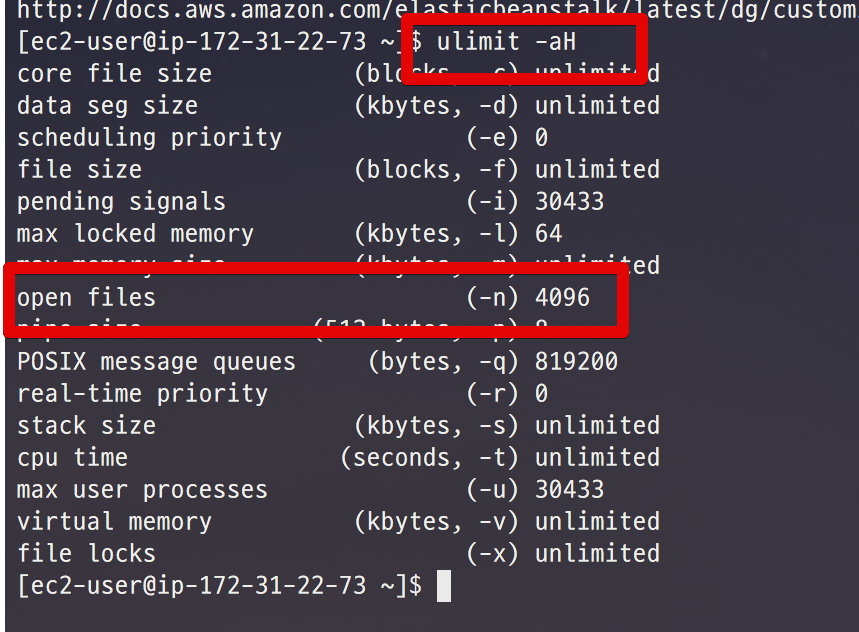 http://docs.aws.amazon.com/elasticbeanstalk/latest/dg/custom
[ec2-user@ip-172-31-22-73 ~]$ ulimit -aH
core file size (blocks, -c) unlimited
data seg size (kbytes, -d) unlimited
scheduling priority (-e) 0
file size (blocks, -f) unlimited
pending signals (-i) 30433
max locked memory (kbytes, -l) 64
max memory size (kbytes, -m) unlimited
open files (-n) 4096
pipe size (512 bytes, -p) 8
POSIX message queues (bytes, -q) 819200
real-time priority (-r) 0
stack size (kbytes, -s) unlimited
cpu time (seconds, -t) unlimited
max user processes (-u) 30433
virtual memory (kbytes, -v) unlimited
file locks (-x) unlimited
[ec2-user@ip-172-31-22-73 ~]$